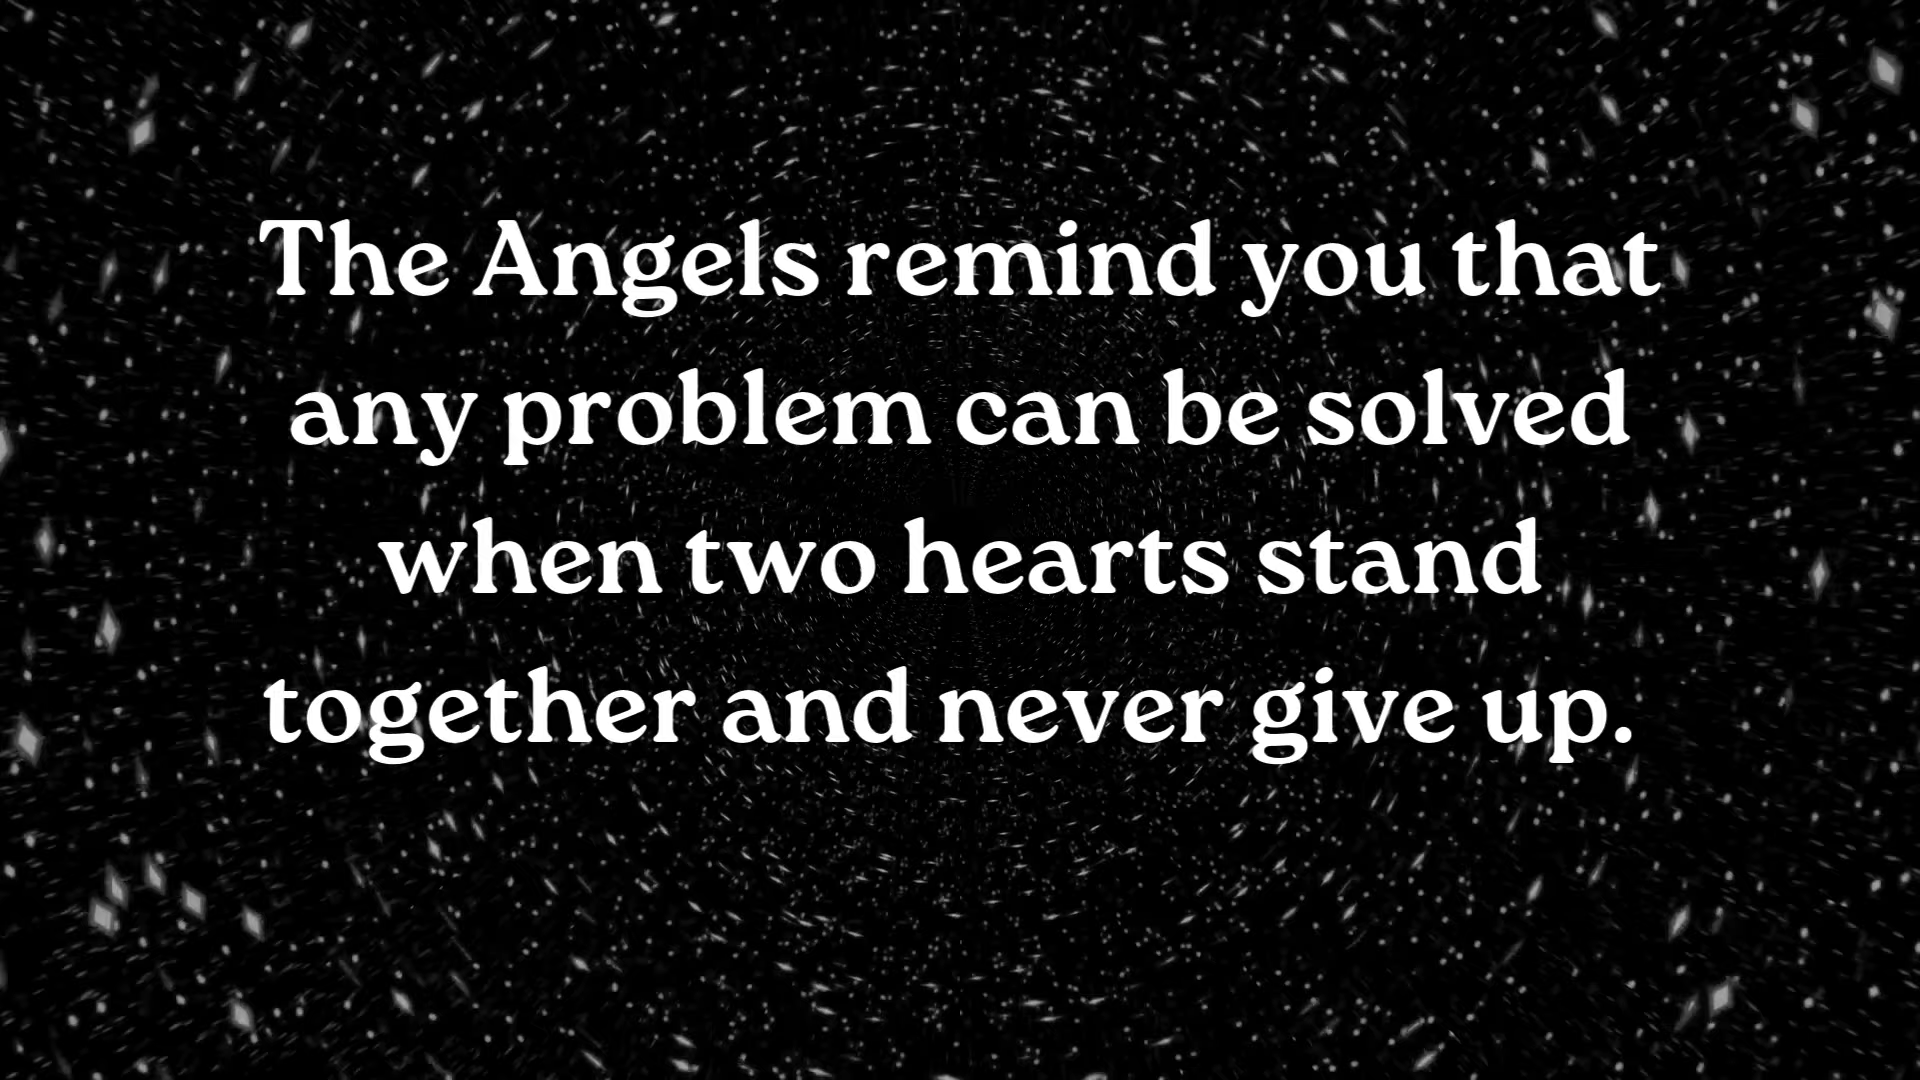 The Angels remind you that
any problem can be solved
when two hearts stand
together and never give up.